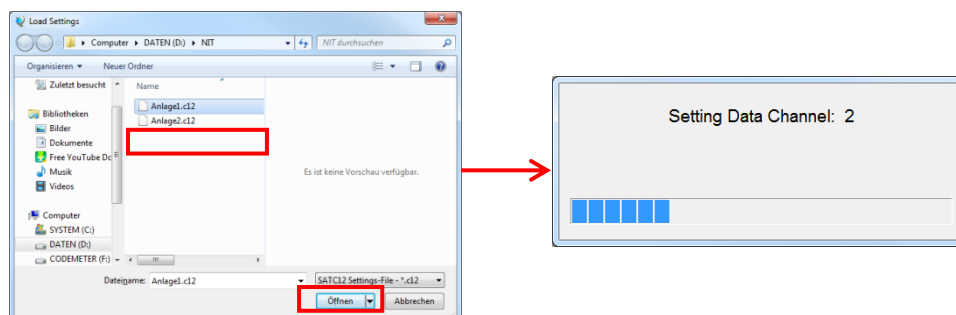 Load Settings
Computer ▸ DATEN (D:) ▸ NIT
NIT durchsuchen
Organisieren
Neuer Ordner
Zuletzt besucht
Bibliotheken
Bilder
Dokumente
Free YouTube Dc
Musik
Videos
Computer
SYSTEM (C:)
DATEN (D:)
CODEMETER (F:)
Name
Anlage1.c12
Anlage2.c12
Es ist keine Vorschau verfügbar.
Dateiname: Anlage1.c12
SATC12 Settings-File - *.c12
Öffnen
Abbrechen
Setting Data Channel: 2